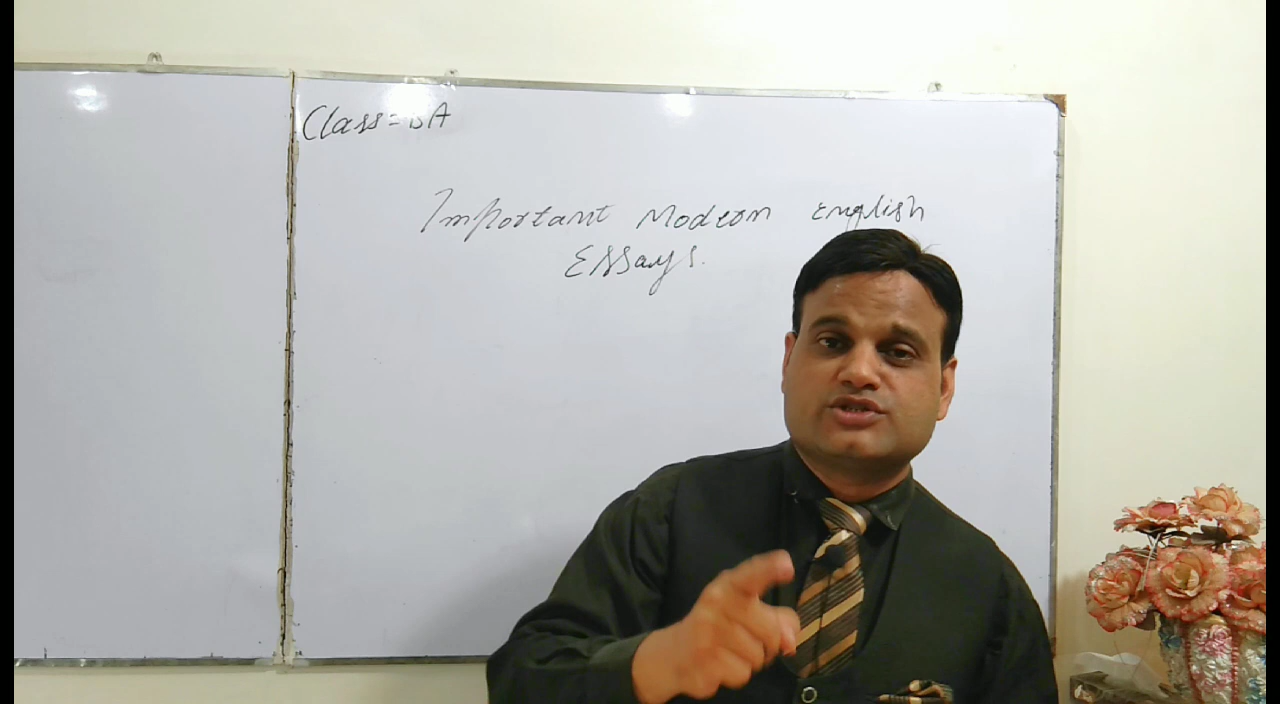 Class = BA
Important Modern English
Essays.